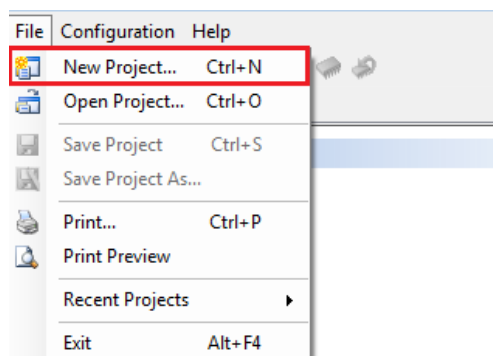 File Configuration Help
New Project... Ctrl+N
Open Project... Ctrl+O
Save Project Ctrl+S
Save Project As...
Print... Ctrl+P
Print Preview
Recent Projects
Exit Alt+F4